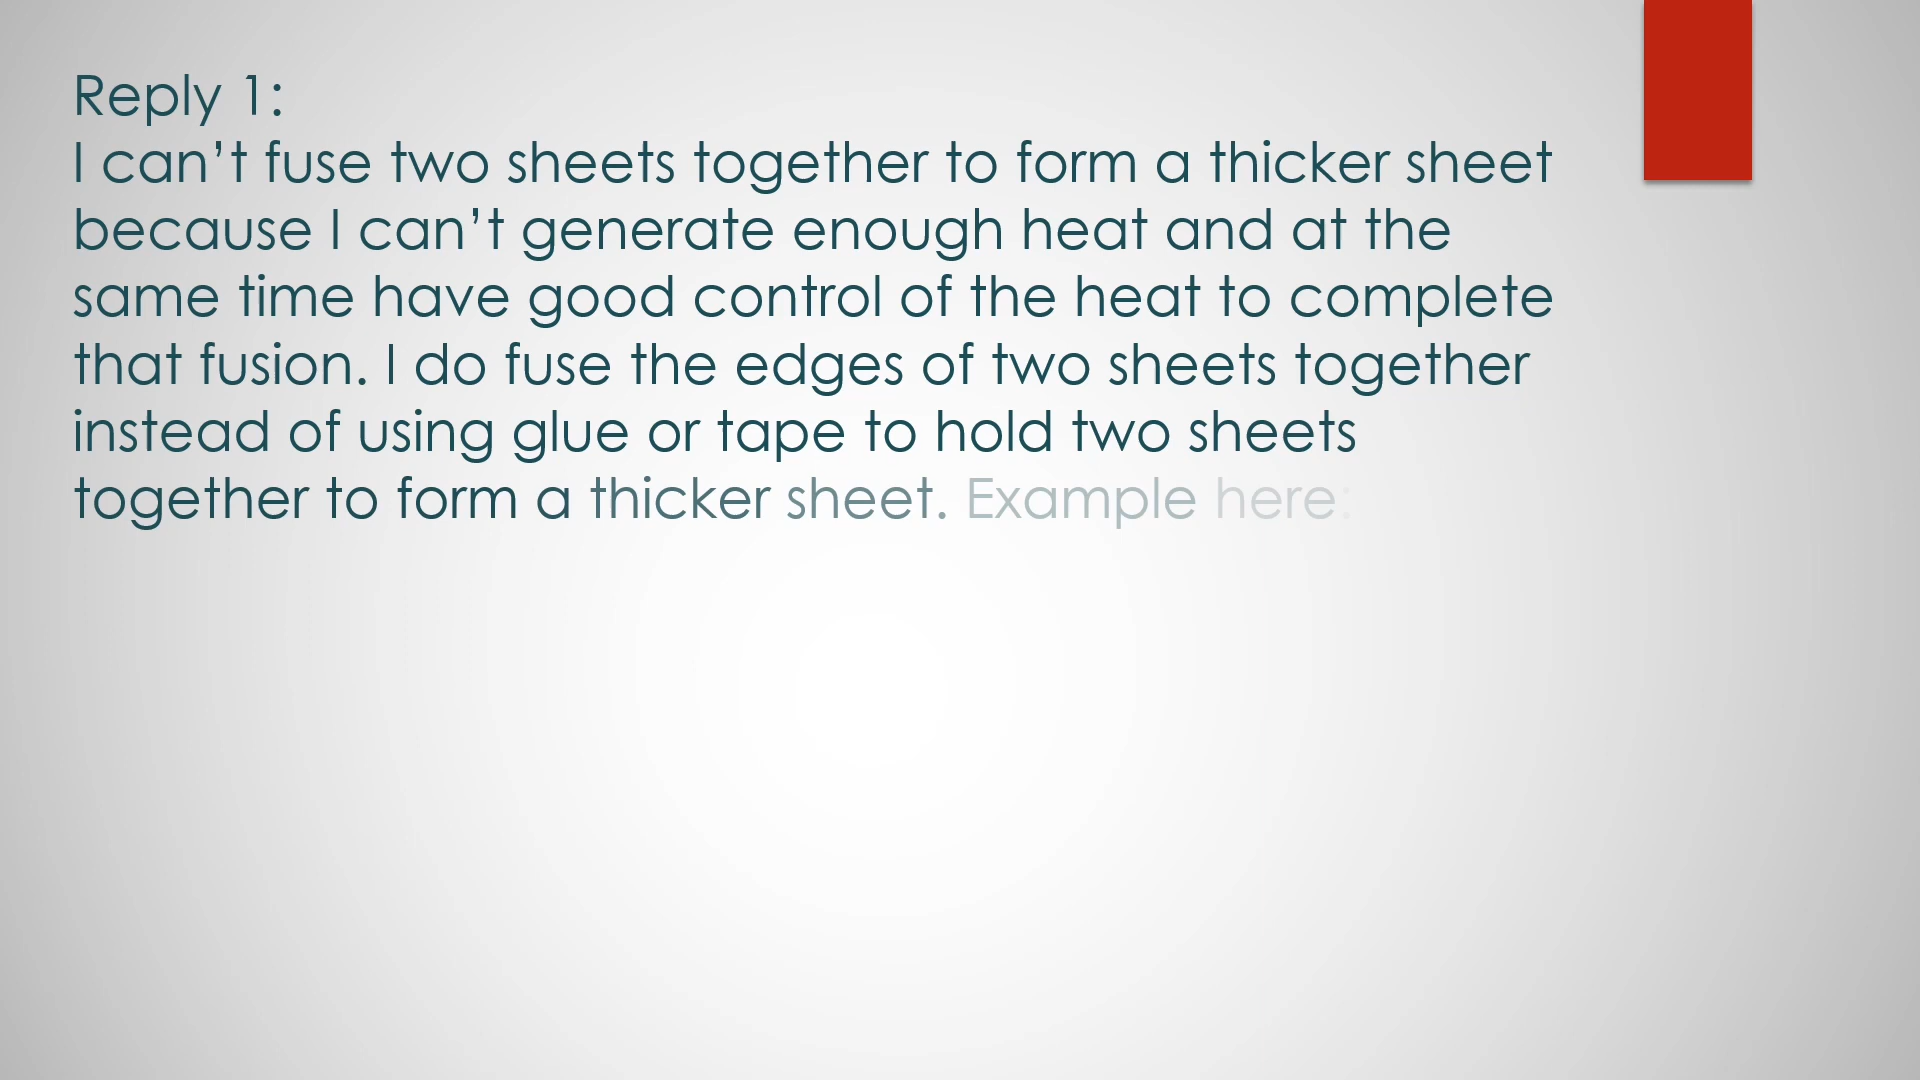 Reply 1:
I can’t fuse two sheets together to form a thicker sheet
because I can’t generate enough heat and at the
same time have good control of the heat to complete
that fusion. I do fuse the edges of two sheets together
instead of using glue or tape to hold two sheets
together to form a thicker sheet. Example here: